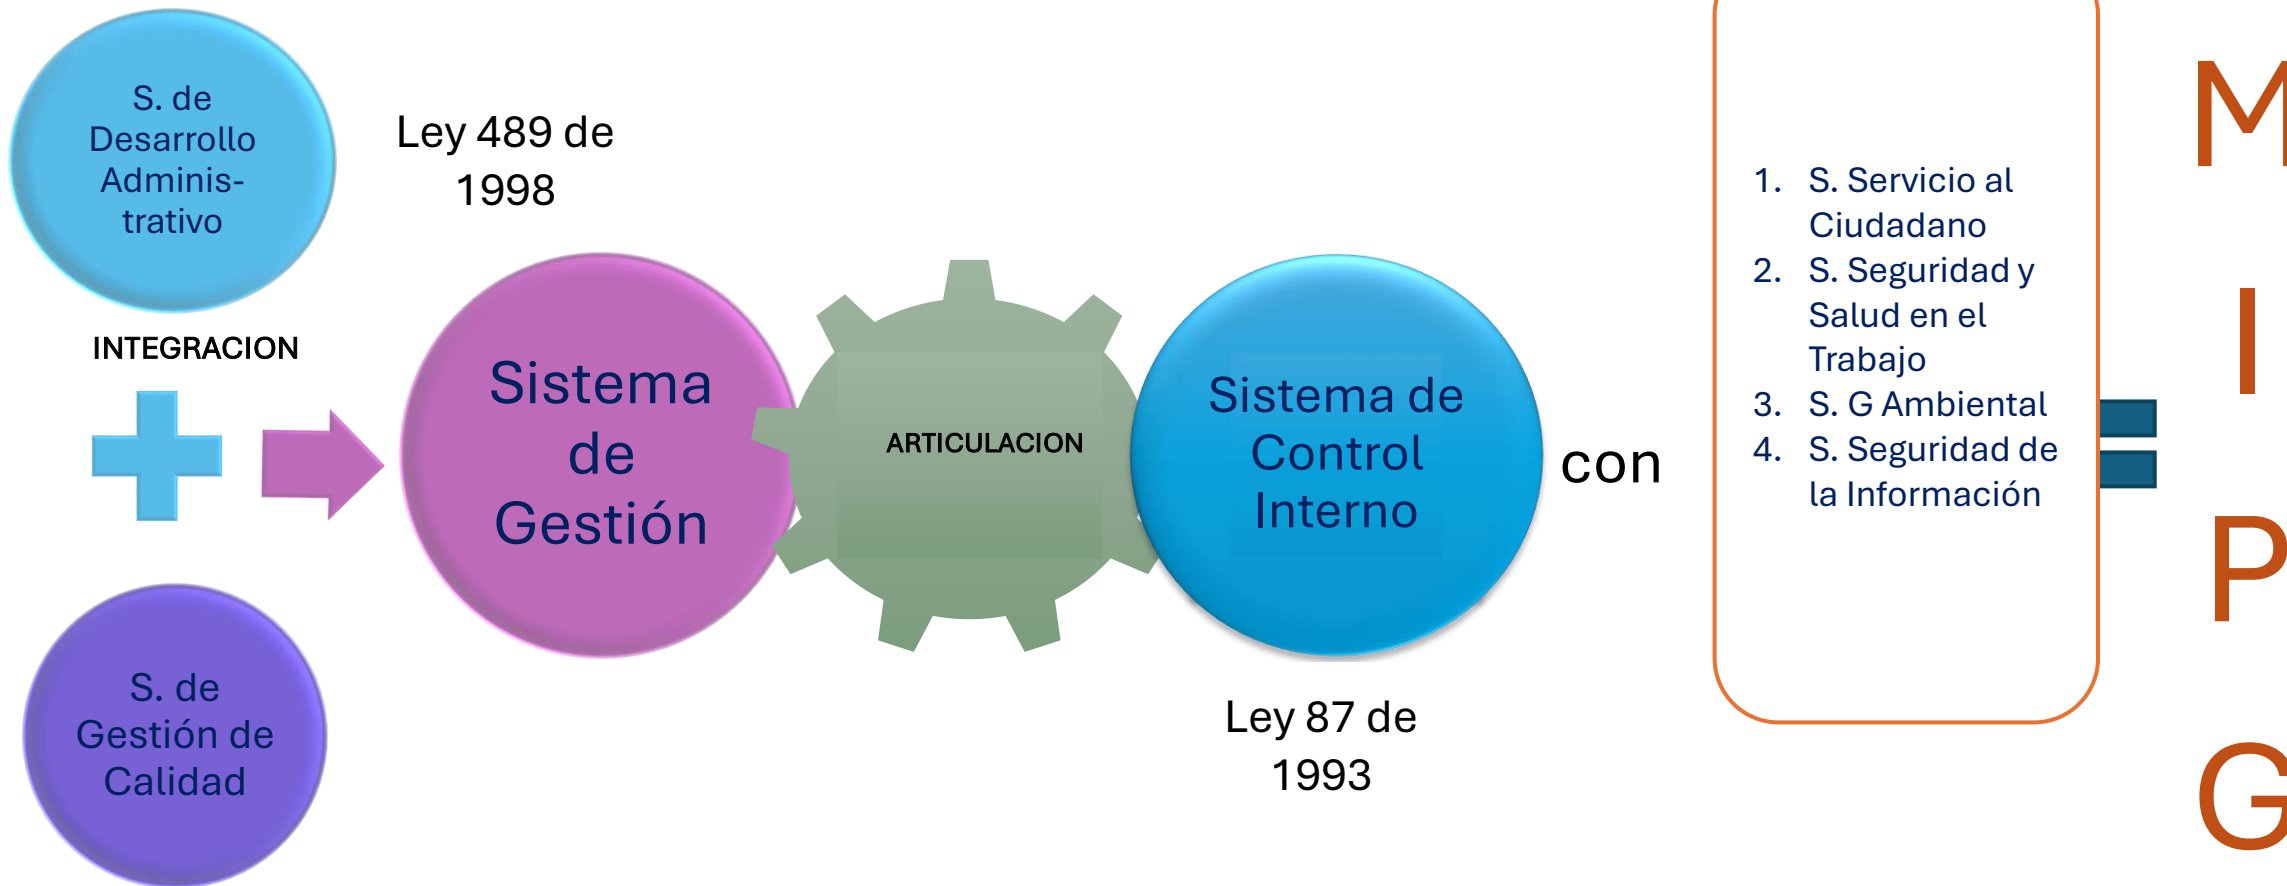 S. de
Desarrollo
Adminis-
trativo
Ley 489 de
1998
INTEGRACION
S. de
Gestión de
Calidad
Sistema
de
Gestión
ARTICULACION
Sistema de
Control
Interno
Ley 87 de
1993
con
1. S. Servicio al
Ciudadano
2. S. Seguridad y
Salud en el
Trabajo
3. S. G Ambiental
4. S. Seguridad de
la Información
M
I
P
G